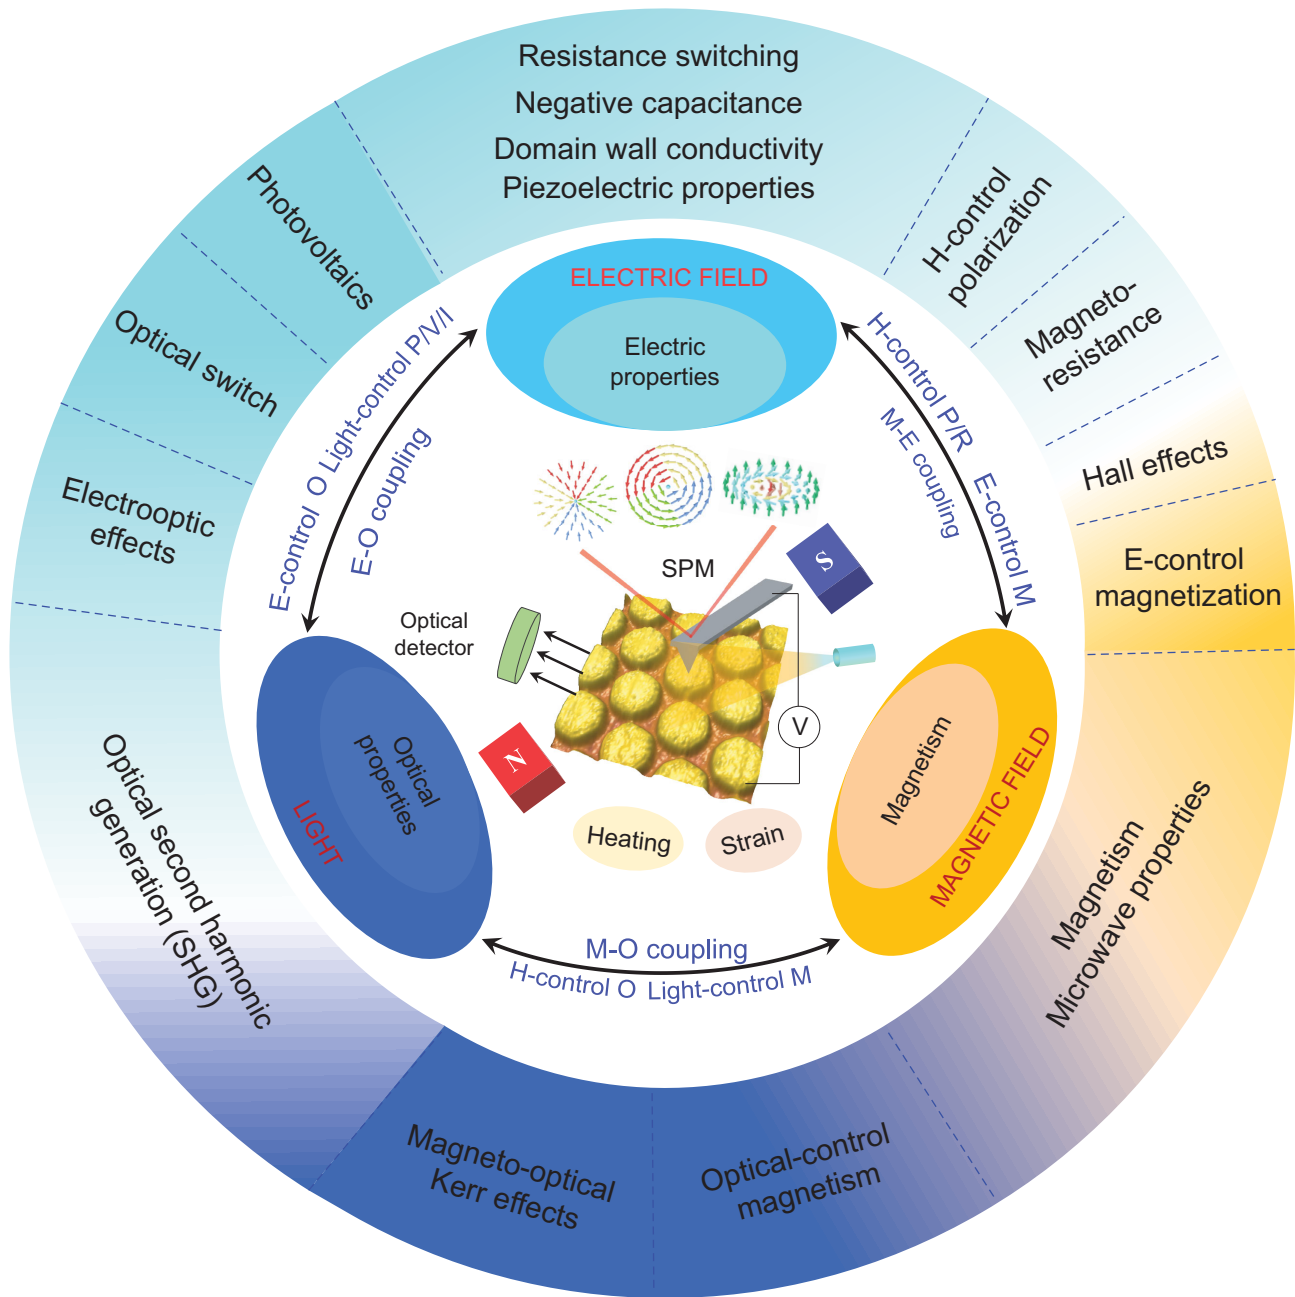 Resistance switching
Negative capacitance
Domain wall conductivity
Piezoelectric properties
H-control
polarization
Magneto-
resistance
Hall effects
E-control
magnetization
Magnetism
Microwave properties
Optical-control
magnetism
Magneto-optical
Kerr effects
Optical second harmonic
generation (SHG)
Electrooptic
effects
Optical switch
Photovoltaics
ELECTRIC FIELD
Electric
properties
E-control O Light-control P/V/I
E-O coupling
H-control P/R E-control M
M-E coupling
SPM
S
Optical
detector
V
N
Heating
Strain
Optical
properties
LIGHT
Magnetism
MAGNETIC FIELD
M-O coupling
H-control O Light-control M